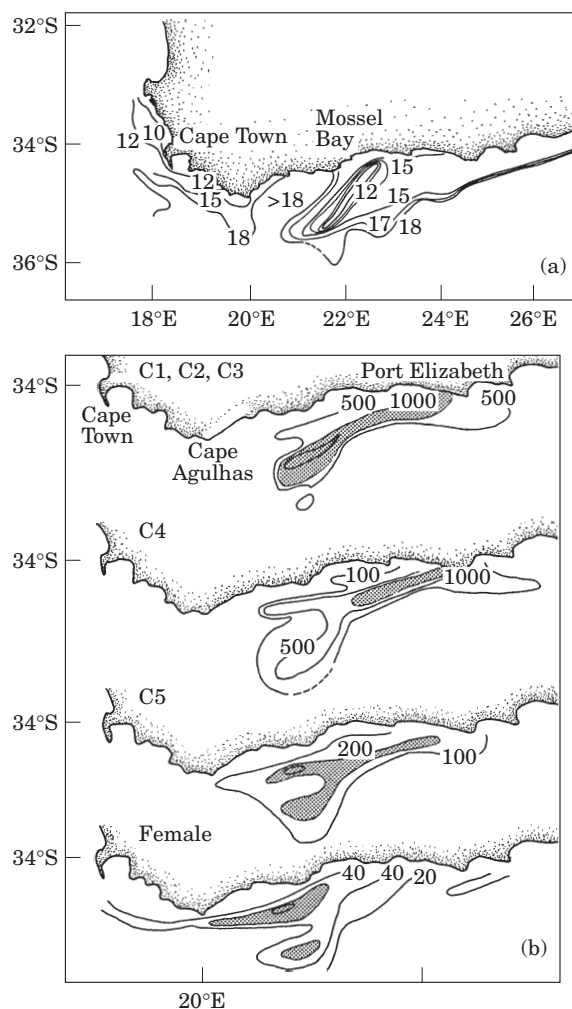 32°S
34°S
36°S
Cape Town
Mossel
Bay
10
12
12
15
18
>18
15
12
15
17
18
(a)
18°E 20°E 22°E 24°E 26°E
C1, C2, C3
Port Elizabeth
34°S
500 1000 500
Cape
Town
Cape
Agulhas
C4
34°S
100
1000
500
C5
34°S
200
100
Female
34°S
40 40 20
(b)
20°E